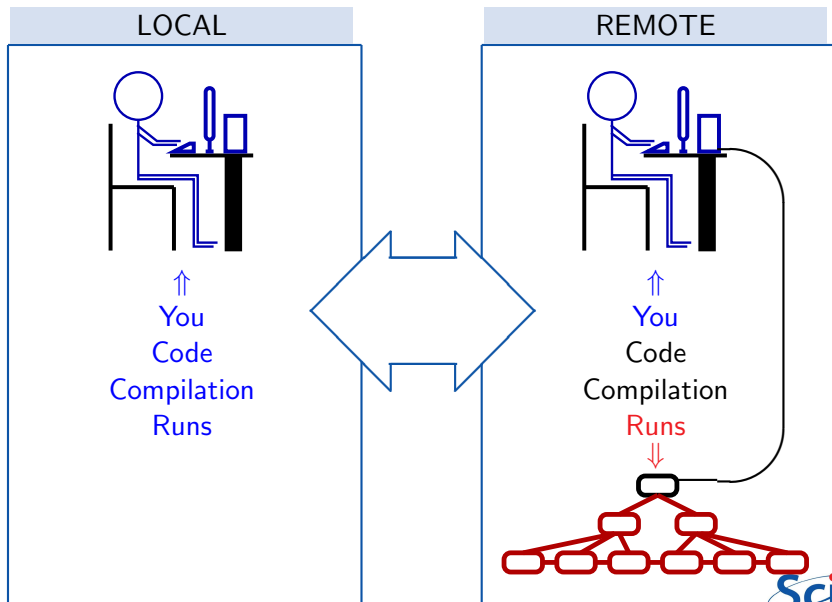 LOCAL
⇑
You
Code
Compilation
Runs
REMOTE
⇑
You
Code
Compilation
Runs
⇓